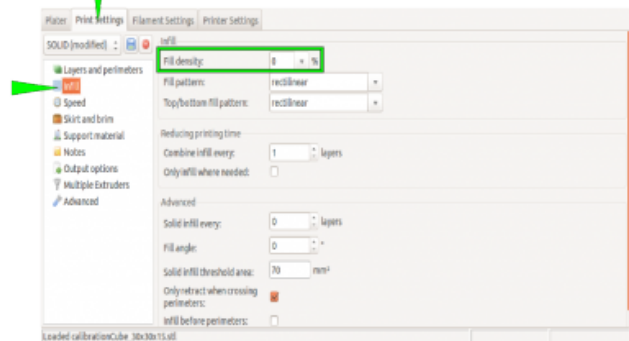 Plater Print Settings Filament Settings Printer Settings
SOLID (modified)
Infill
Fill density: 0 %
Layers and perimeters
Infill
Fill pattern: rectilinear
Speed
Top/bottom fill pattern: rectilinear
Skirt and brim
Support material
Reducing printing time
Notes
Combine infill every: 1 layers
Output options
Only infill where needed:
Multiple Extruders
Advanced
Advanced
Solid infill every: 0 layers
Fill angle: 0 °
Solid infill threshold area: 70 mm²
Only retract when crossing
perimeters:
Infill before perimeters:
Loaded calibrationCube_30x30x15.stl